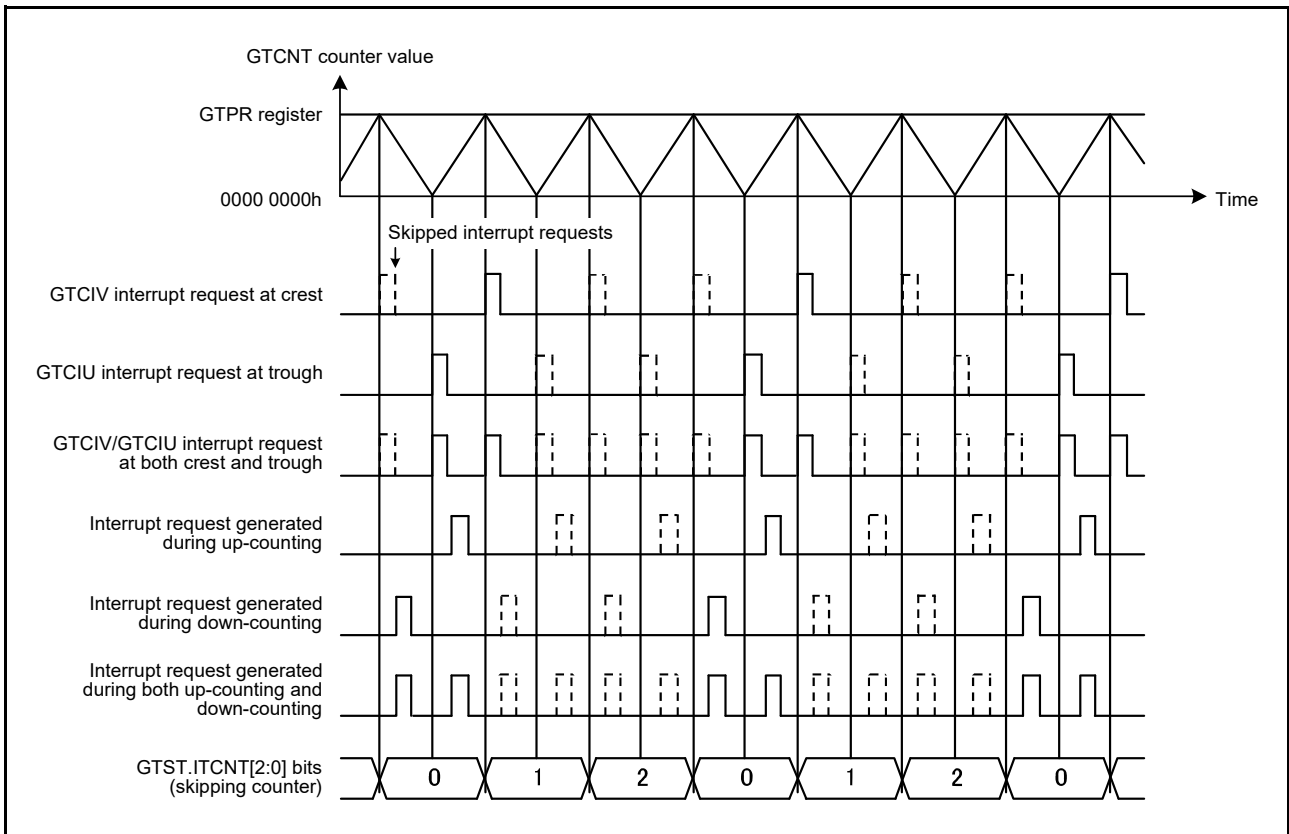 GTCNT counter value
GTPR register
0000 0000h
Time
Skipped interrupt requests
GTCIV interrupt request at crest
GTCIU interrupt request at trough
GTCIV/GTCIU interrupt request
at both crest and trough
Interrupt request generated
during up-counting
Interrupt request generated
during down-counting
Interrupt request generated
during both up-counting and
down-counting
GTST.ITCNT[2:0] bits
(skipping counter)
0 1 2 0 1 2 0